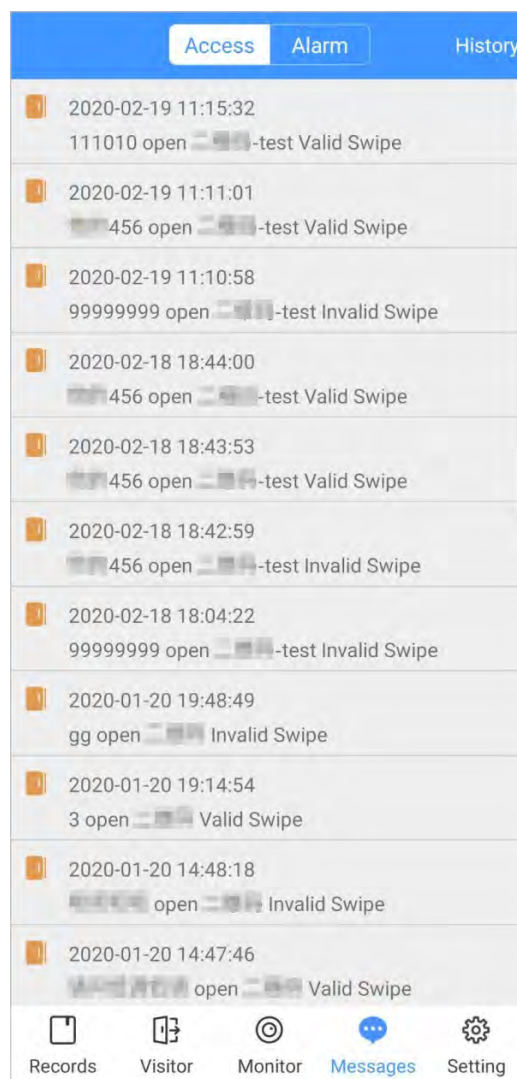 Access Alarm History
2020-02-19 11:15:32
111010 open -test Valid Swipe
2020-02-19 11:11:01
456 open -test Valid Swipe
2020-02-19 11:10:58
99999999 open -test Invalid Swipe
2020-02-18 18:44:00
456 open -test Valid Swipe
2020-02-18 18:43:53
456 open -test Valid Swipe
2020-02-18 18:42:59
456 open -test Invalid Swipe
2020-02-18 18:04:22
99999999 open -test Invalid Swipe
2020-01-20 19:48:49
gg open Invalid Swipe
2020-01-20 19:14:54
3 open Valid Swipe
2020-01-20 14:48:18
open Invalid Swipe
2020-01-20 14:47:46
open Valid Swipe
Records Visitor Monitor Messages Setting